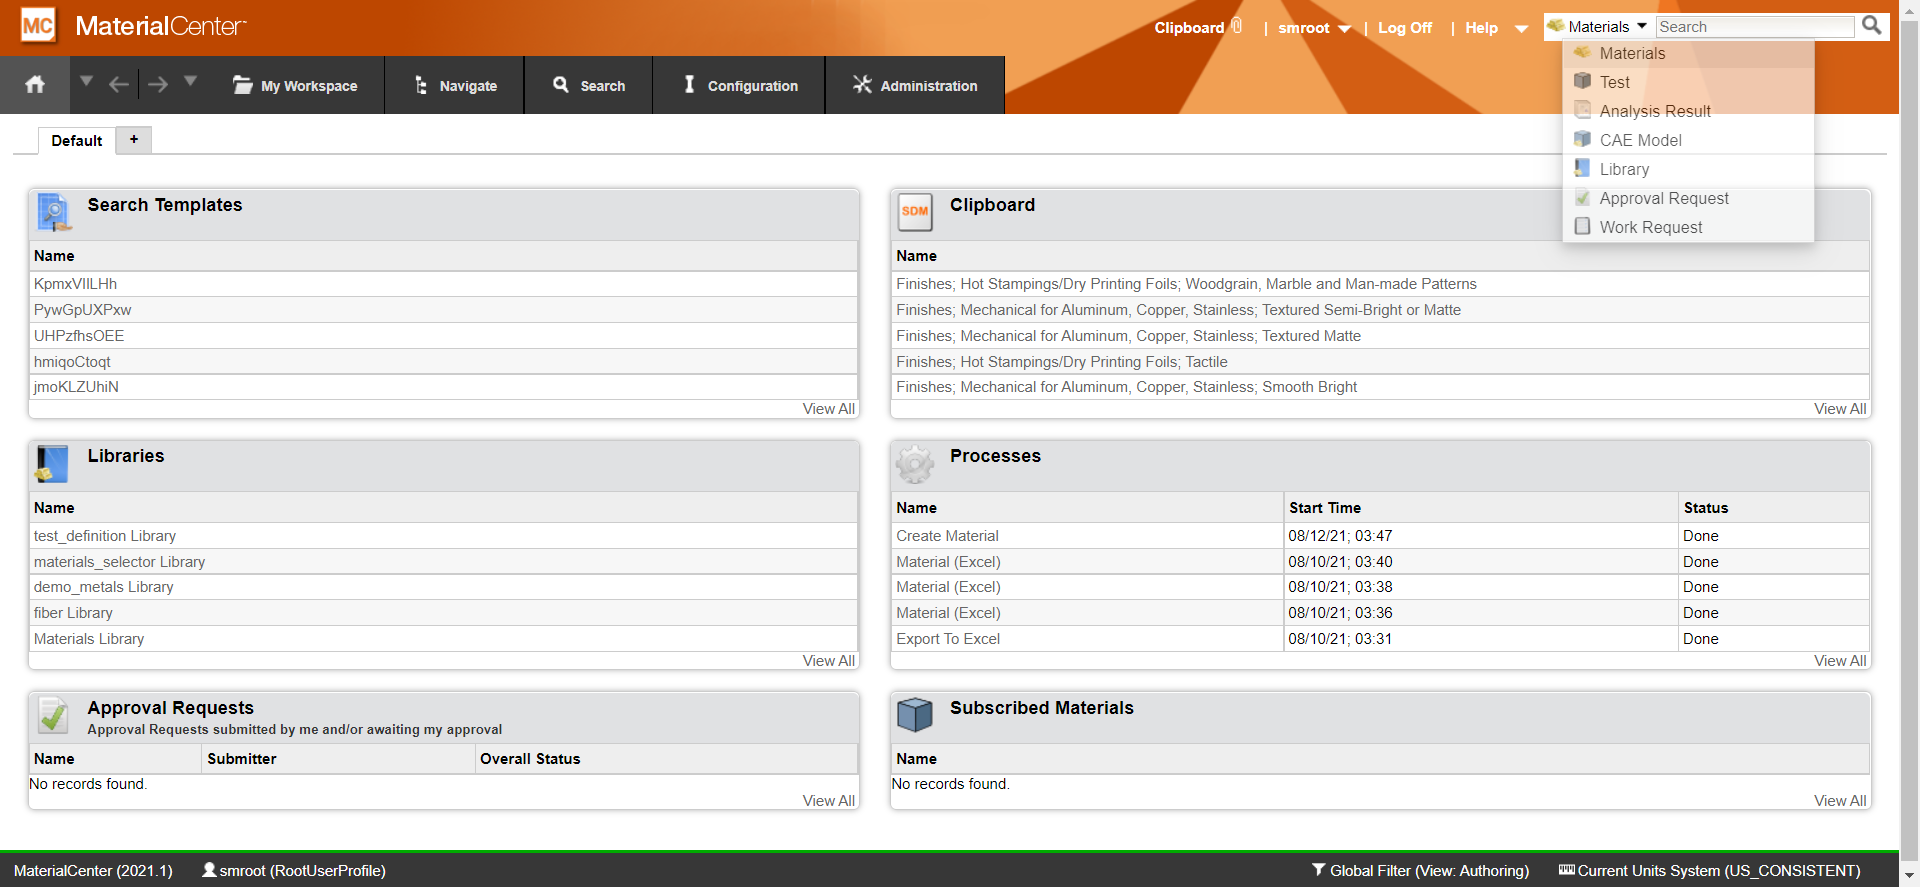 MC MaterialCenter
Clipboard | smroot | Log Off | Help
Materials Search
Materials
Test
Analysis Result
CAE Model
Library
Approval Request
Work Request
My Workspace Navigate Search Configuration Administration
Default +
Search Templates
Name
KpmxVIlLHh
PywGpUXPxw
UHPzfhsOEE
hmiqoCtoqt
jmoKLZUhiN
View All
SDM Clipboard
Name
Finishes; Hot Stampings/Dry Printing Foils; Woodgrain, Marble and Man-made Patterns
Finishes; Mechanical for Aluminum, Copper, Stainless; Textured Semi-Bright or Matte
Finishes; Mechanical for Aluminum, Copper, Stainless; Textured Matte
Finishes; Hot Stampings/Dry Printing Foils; Tactile
Finishes; Mechanical for Aluminum, Copper, Stainless; Smooth Bright
View All
Libraries
Name
test_definition Library
materials_selector Library
demo_metals Library
fiber Library
Materials Library
View All
Processes
Name Start Time Status
Create Material 08/12/21; 03:47 Done
Material (Excel) 08/10/21; 03:40 Done
Material (Excel) 08/10/21; 03:38 Done
Material (Excel) 08/10/21; 03:36 Done
Export To Excel 08/10/21; 03:31 Done
View All
Approval Requests
Approval Requests submitted by me and/or awaiting my approval
Name Submitter Overall Status
No records found.
View All
Subscribed Materials
Name
No records found.
View All
MaterialCenter (2021.1) smroot (RootUserProfile) Global Filter (View: Authoring) Current Units System (US_CONSISTENT)